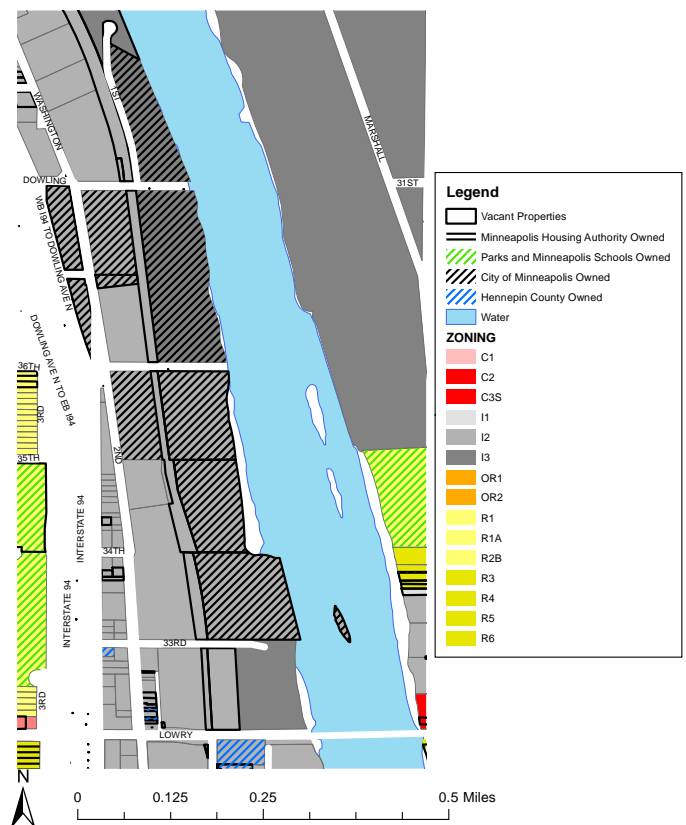 1ST
WASHINGTON
MARSHALL
DOWLING
31ST
WB I94 TO DOWLING AVE N
DOWLING AVE N TO EB I94
36TH
3RD
35TH
2ND
INTERSTATE 94
34TH
INTERSTATE 94
33RD
3RD
LOWRY
N
0 0.125 0.25 0.5 Miles
Legend
Vacant Properties
Minneapolis Housing Authority Owned
Parks and Minneapolis Schools Owned
City of Minneapolis Owned
Hennepin County Owned
Water
ZONING
C1
C2
C3S
I1
I2
I3
OR1
OR2
R1
R1A
R2B
R3
R4
R5
R6